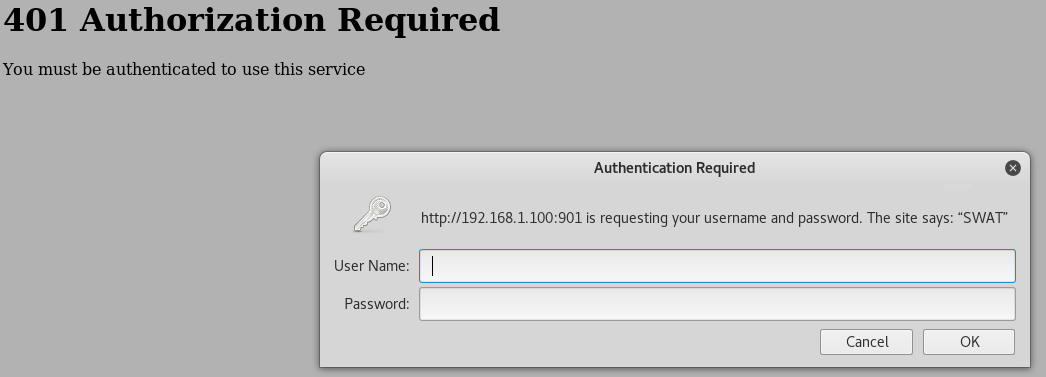 401 Authorization Required
You must be authenticated to use this service
Authentication Required
http://192.168.1.100:901 is requesting your username and password. The site says: “SWAT”
User Name:
Password:
Cancel OK